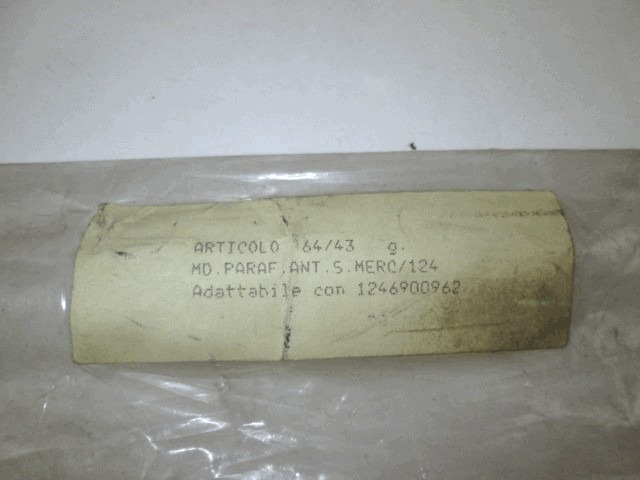 ARTICOLO 64/43 g.
MD.PARAF.ANT.S.MERC/124
Adattabile con 1246900962